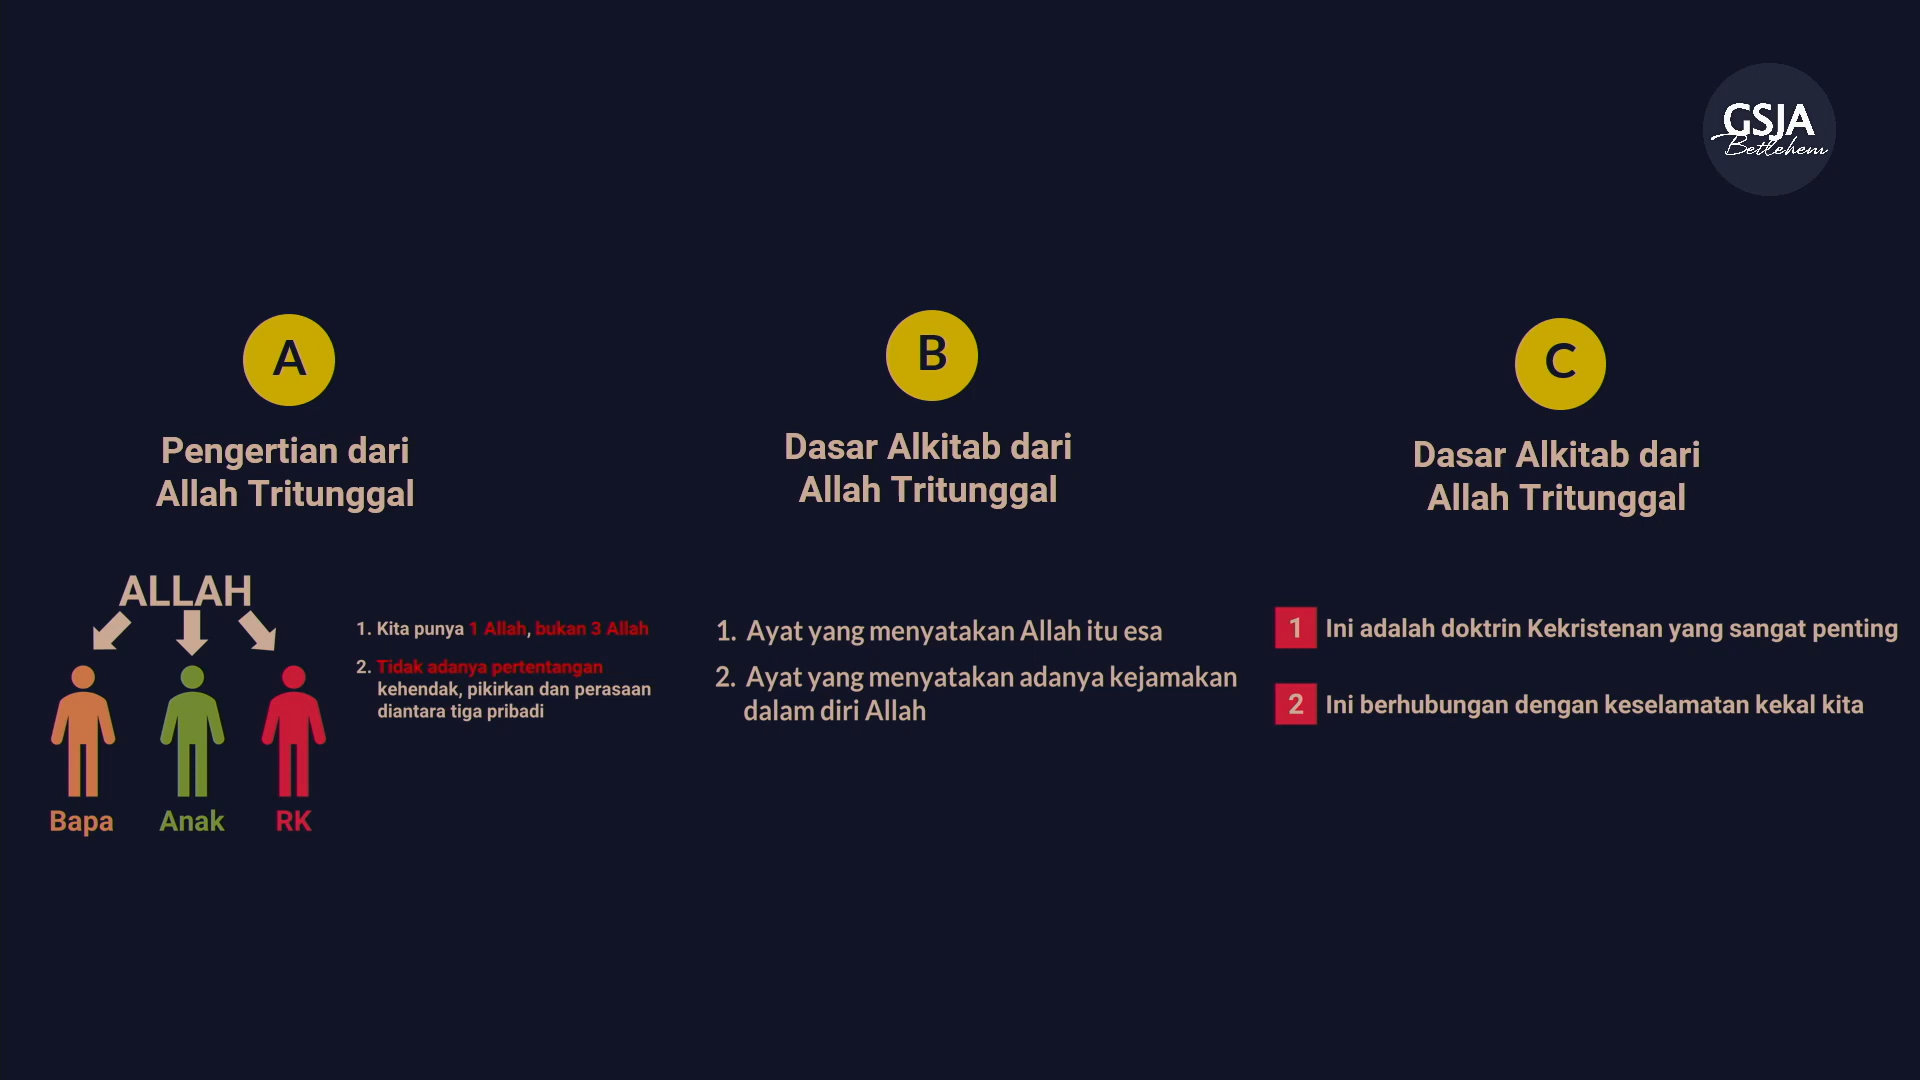 GSJA
Betlehem
A
Pengertian dari
Allah Tritunggal
ALLAH
Bapa
Anak
RK
1. Kita punya 1 Allah, bukan 3 Allah
2. Tidak adanya pertentangan
kehendak, pikirkan dan perasaan
diantara tiga pribadi
B
Dasar Alkitab dari
Allah Tritunggal
1. Ayat yang menyatakan Allah itu esa
2. Ayat yang menyatakan adanya kejamakan
dalam diri Allah
C
Dasar Alkitab dari
Allah Tritunggal
1 Ini adalah doktrin Kekristenan yang sangat penting
2 Ini berhubungan dengan keselamatan kekal kita